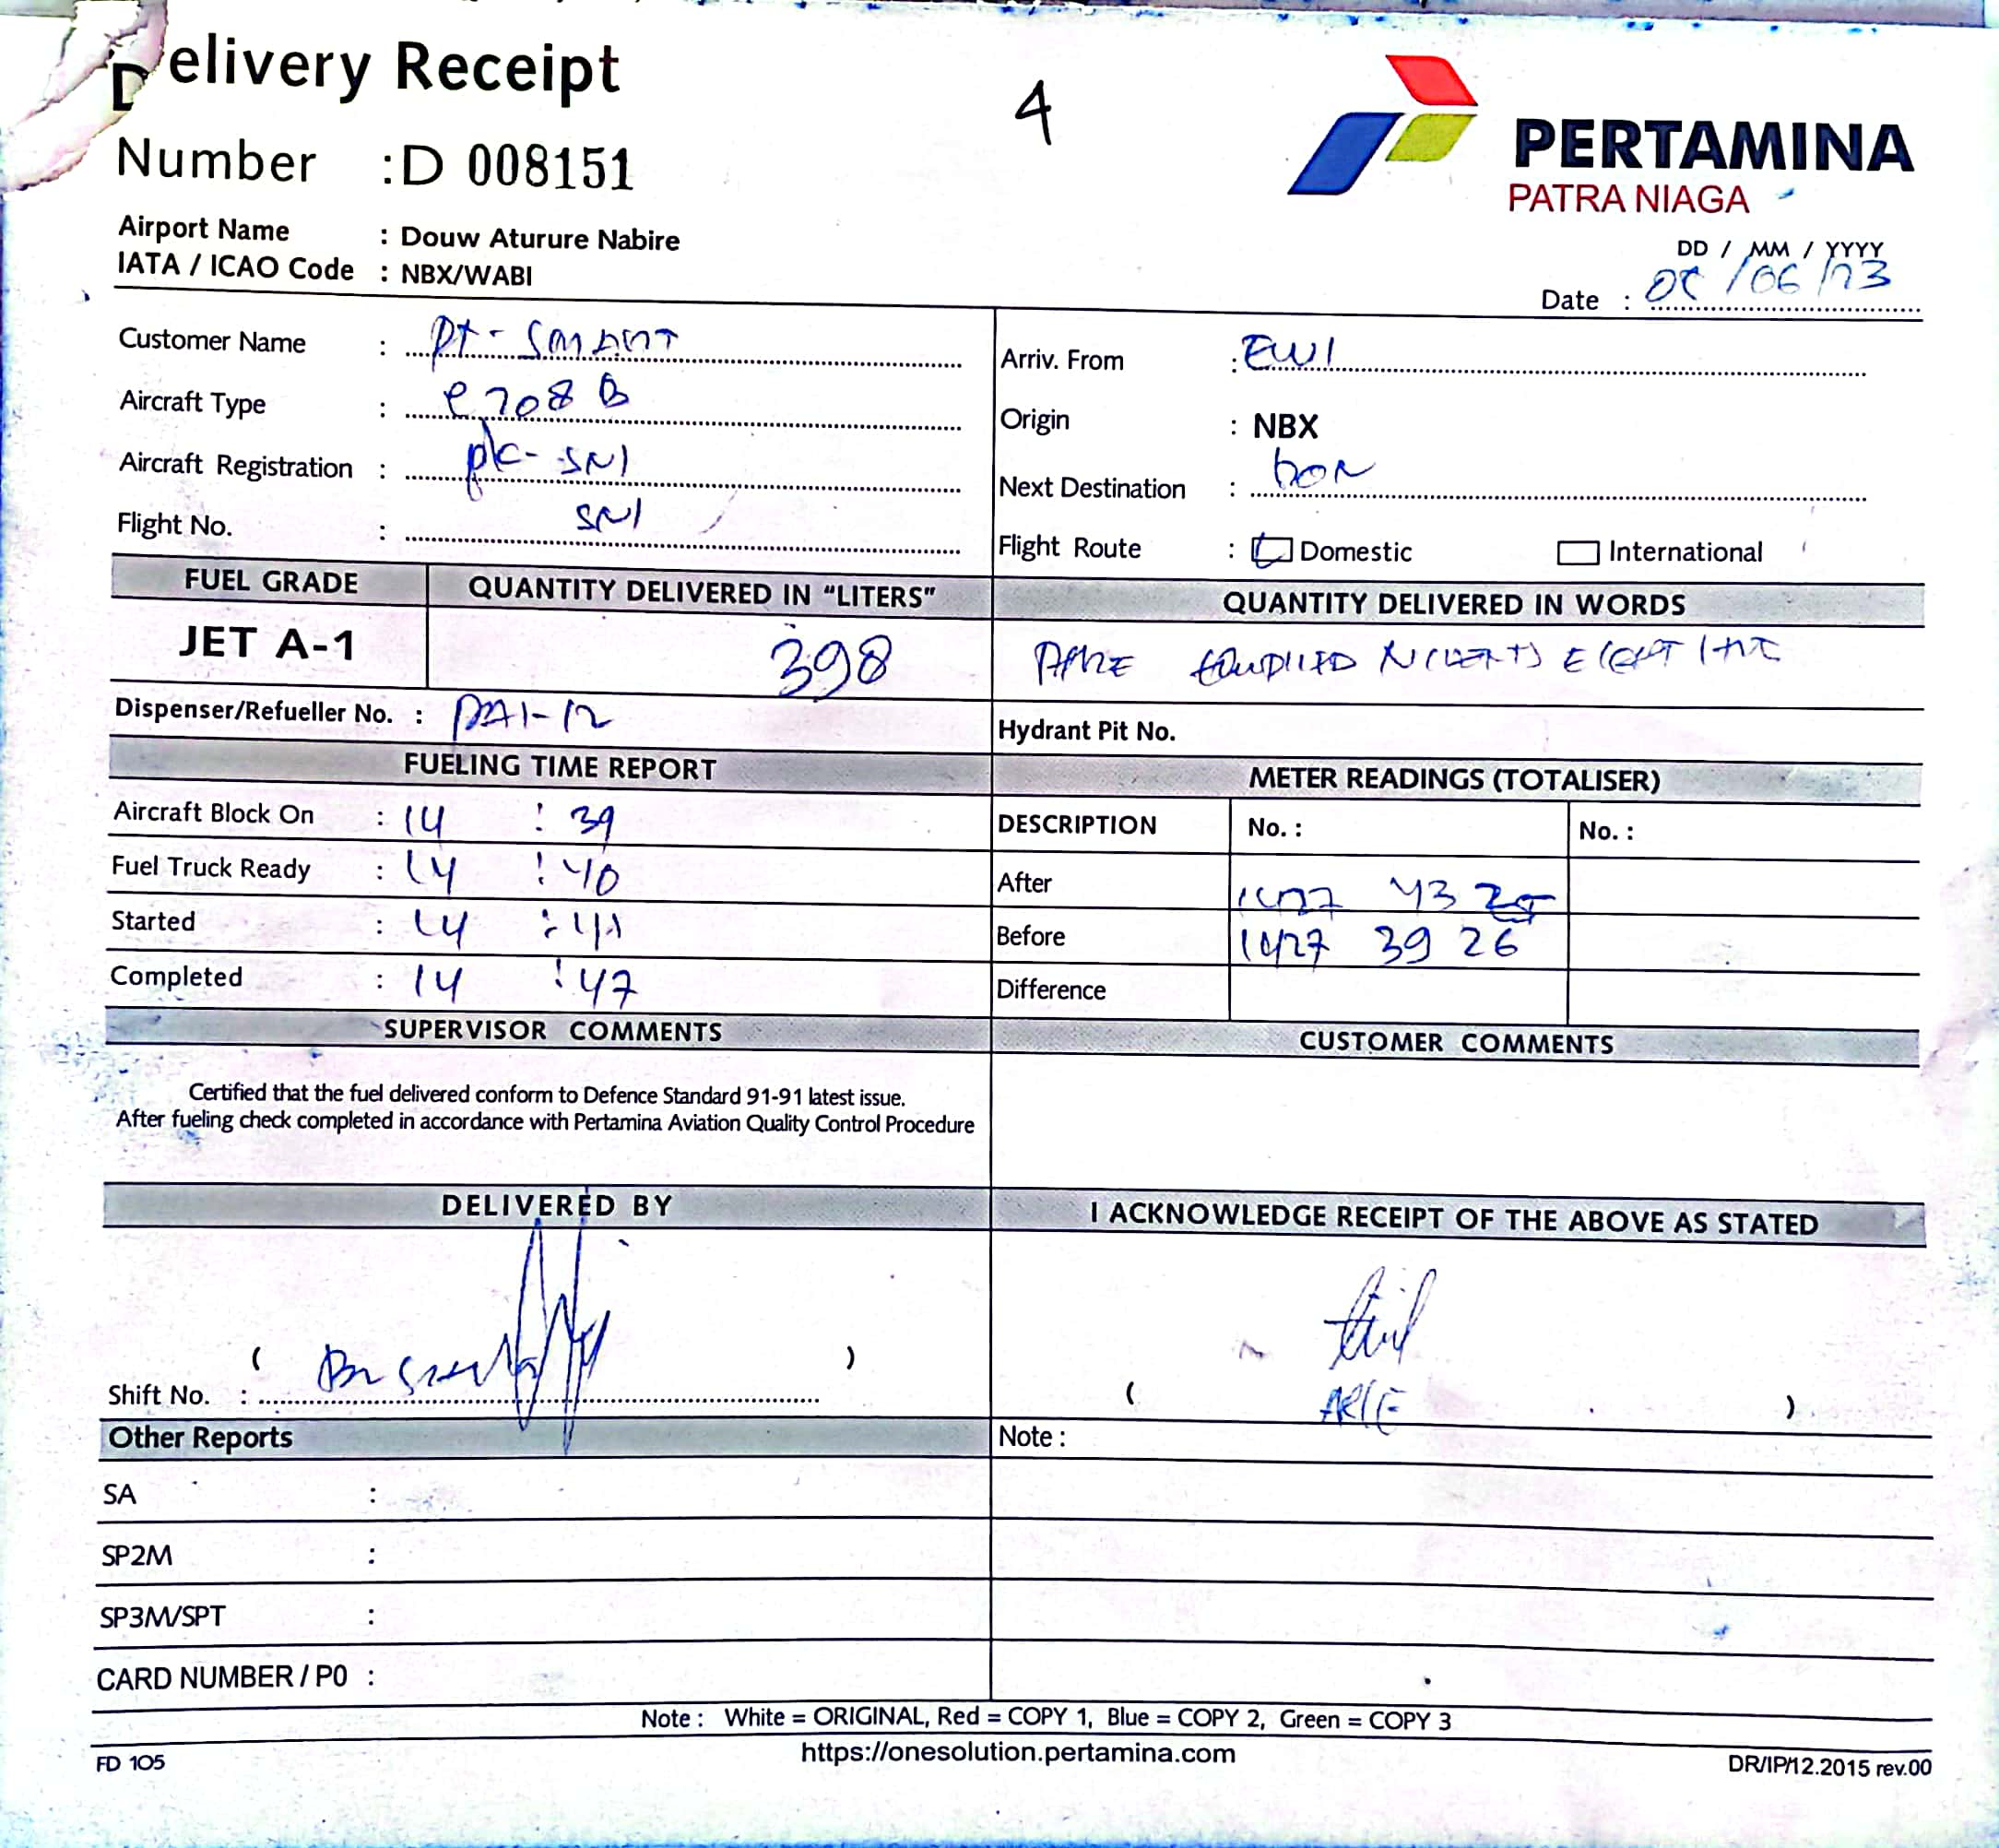 Delivery Receipt
4
Number :D 008151
PERTAMINA
PATRA NIAGA
Airport Name : Douw Aturure Nabire
IATA / ICAO Code : NBX/WABI
DD / MM / YYYY
Date : /06/23
Customer Name : PT- SMART
Arriv. From : EWI
Aircraft Type :
Origin : NBX
Aircraft Registration : pk-SNI
Next Destination :
Flight No. : SNI
Flight Route : Domestic International
FUEL GRADE QUANTITY DELIVERED IN “LITERS” QUANTITY DELIVERED IN WORDS
JET A-1 398
Dispenser/Refueller No. :
Hydrant Pit No.
FUELING TIME REPORT METER READINGS (TOTALISER)
Aircraft Block On : 14 : 39
DESCRIPTION No. : No. :
Fuel Truck Ready : 14 : 40
After 43
Started : 14 : 41
Before 1427 39 26
Completed : 14 : 47
Difference
SUPERVISOR COMMENTS CUSTOMER COMMENTS
Certified that the fuel delivered conform to Defence Standard 91-91 latest issue.
After fueling check completed in accordance with Pertamina Aviation Quality Control Procedure
DELIVERED BY I ACKNOWLEDGE RECEIPT OF THE ABOVE AS STATED
( )
Shift No. :
( ARIE )
Other Reports Note :
SA :
SP2M :
SP3M/SPT :
CARD NUMBER / P0 :
Note : White = ORIGINAL, Red = COPY 1, Blue = COPY 2, Green = COPY 3
FD 105 https://onesolution.pertamina.com DR/IP/12.2015 rev.00